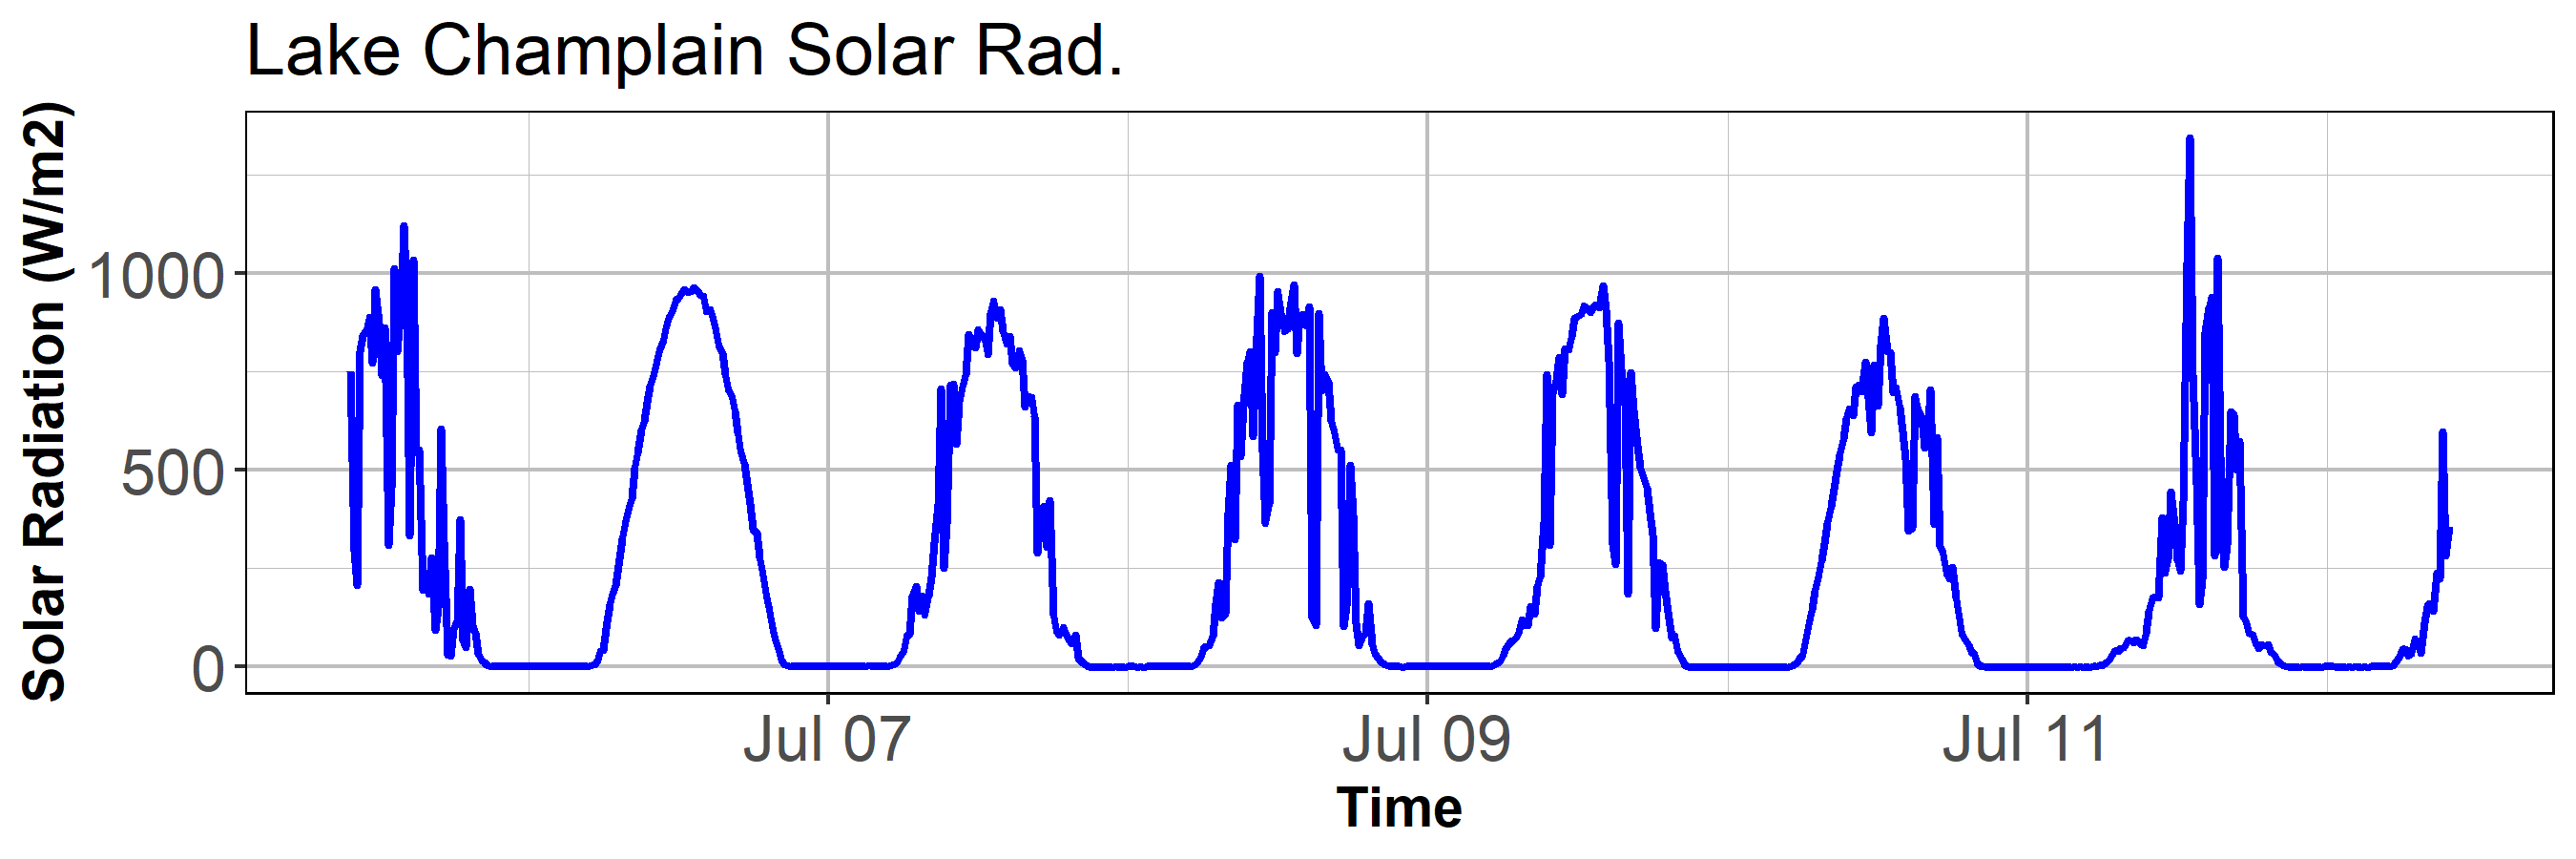 Lake Champlain Solar Rad.
Solar Radiation (W/m2)
1000
500
0
Jul 07
Jul 09
Jul 11
Time